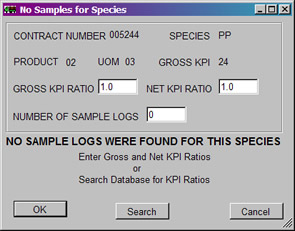 No Samples for Species
CONTRACT NUMBER 005244 SPECIES PP
PRODUCT 02 UOM 03 GROSS KPI 24
GROSS KPI RATIO 1.0 NET KPI RATIO 1.0
NUMBER OF SAMPLE LOGS 0
NO SAMPLE LOGS WERE FOUND FOR THIS SPECIES
Enter Gross and Net KPI Ratios
or
Search Database for KPI Ratios
OK Search Cancel